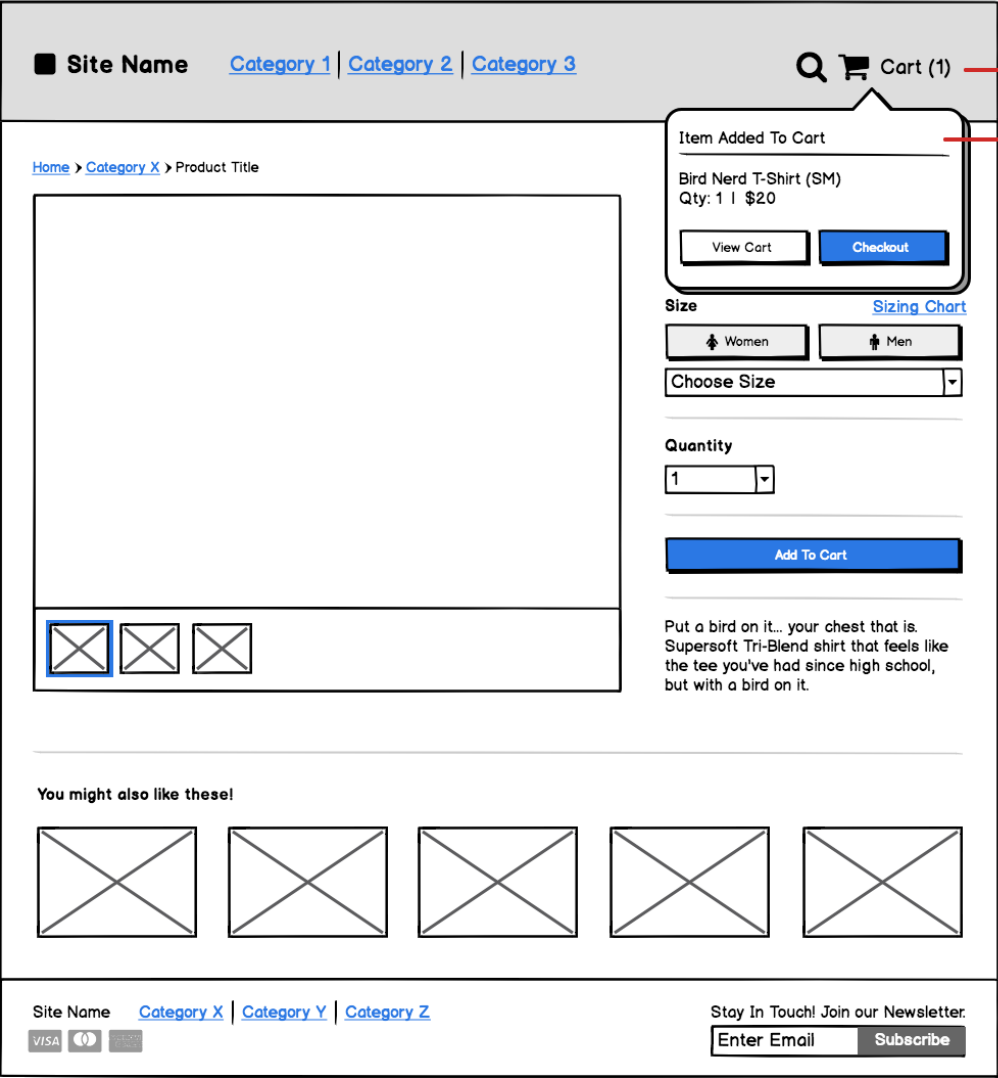 Site Name
Category 1 | Category 2 | Category 3
Cart (1)
Item Added To Cart
Bird Nerd T-Shirt (SM)
Qty: 1 | $20
View Cart
Checkout
Home > Category X > Product Title
Size
Sizing Chart
Women
Men
Choose Size
Quantity
1
Add To Cart
Put a bird on it... your chest that is.
Supersoft Tri-Blend shirt that feels like
the tee you've had since high school,
but with a bird on it.
You might also like these!
Site Name
Category X | Category Y | Category Z
VISA
Stay In Touch! Join our Newsletter.
Enter Email
Subscribe